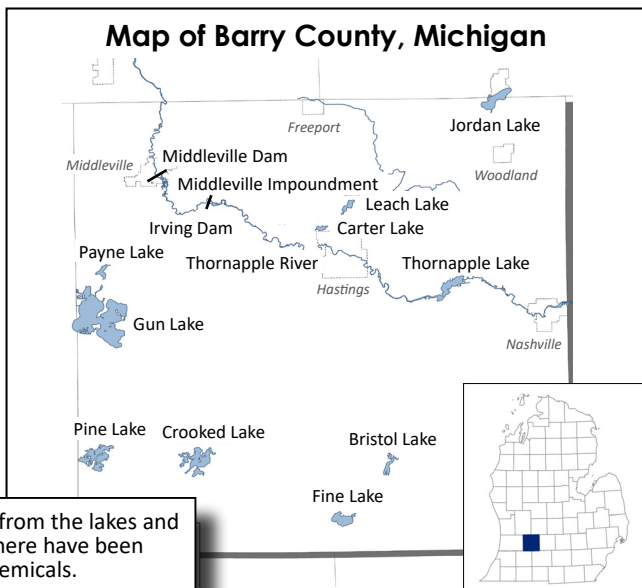 Map of Barry County, Michigan
Freeport
Jordan Lake
Middleville
Middleville Dam
Woodland
Middleville Impoundment
Leach Lake
Irving Dam
Carter Lake
Payne Lake
Thornapple River
Thornapple Lake
Hastings
Gun Lake
Nashville
Pine Lake
Crooked Lake
Bristol Lake
Fine Lake
from the lakes and
here have been
emicals.